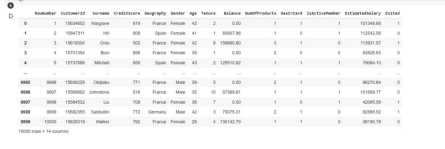 RowNumber CustomerId Surname CreditScore Geography Gender Age Tenure Balance NumOfProducts HasCrCard IsActiveMember EstimatedSalary Exited
0 1 15634602 Hargrave 619 France Female 42 2 0.00 1 1 1 101348.88 1
1 2 15647311 Hill 608 Spain Female 41 1 83807.86 1 0 1 112542.58 0
2 3 15619304 Onio 502 France Female 42 8 159660.80 3 1 0 113931.57 1
3 4 15701354 Boni 699 France Female 39 1 0.00 2 0 0 93826.63 0
4 5 15737888 Mitchell 850 Spain Female 43 2 125510.82 1 1 1 79084.10 0
... ... ... ... ... ... ... ... ... ... ... ... ... ... ...
9995 9996 15606229 Obijiaku 771 France Male 39 5 0.00 2 1 0 96270.64 0
9996 9997 15569892 Johnstone 516 France Male 35 10 57369.61 1 1 1 101699.77 0
9997 9998 15584532 Liu 709 France Female 36 7 0.00 1 0 1 42085.58 1
9998 9999 15682355 Sabbatini 772 Germany Male 42 3 75075.31 2 1 0 92888.52 1
9999 10000 15628319 Walker 792 France Female 28 4 130142.79 1 1 0 38190.78 0
10000 rows × 14 columns